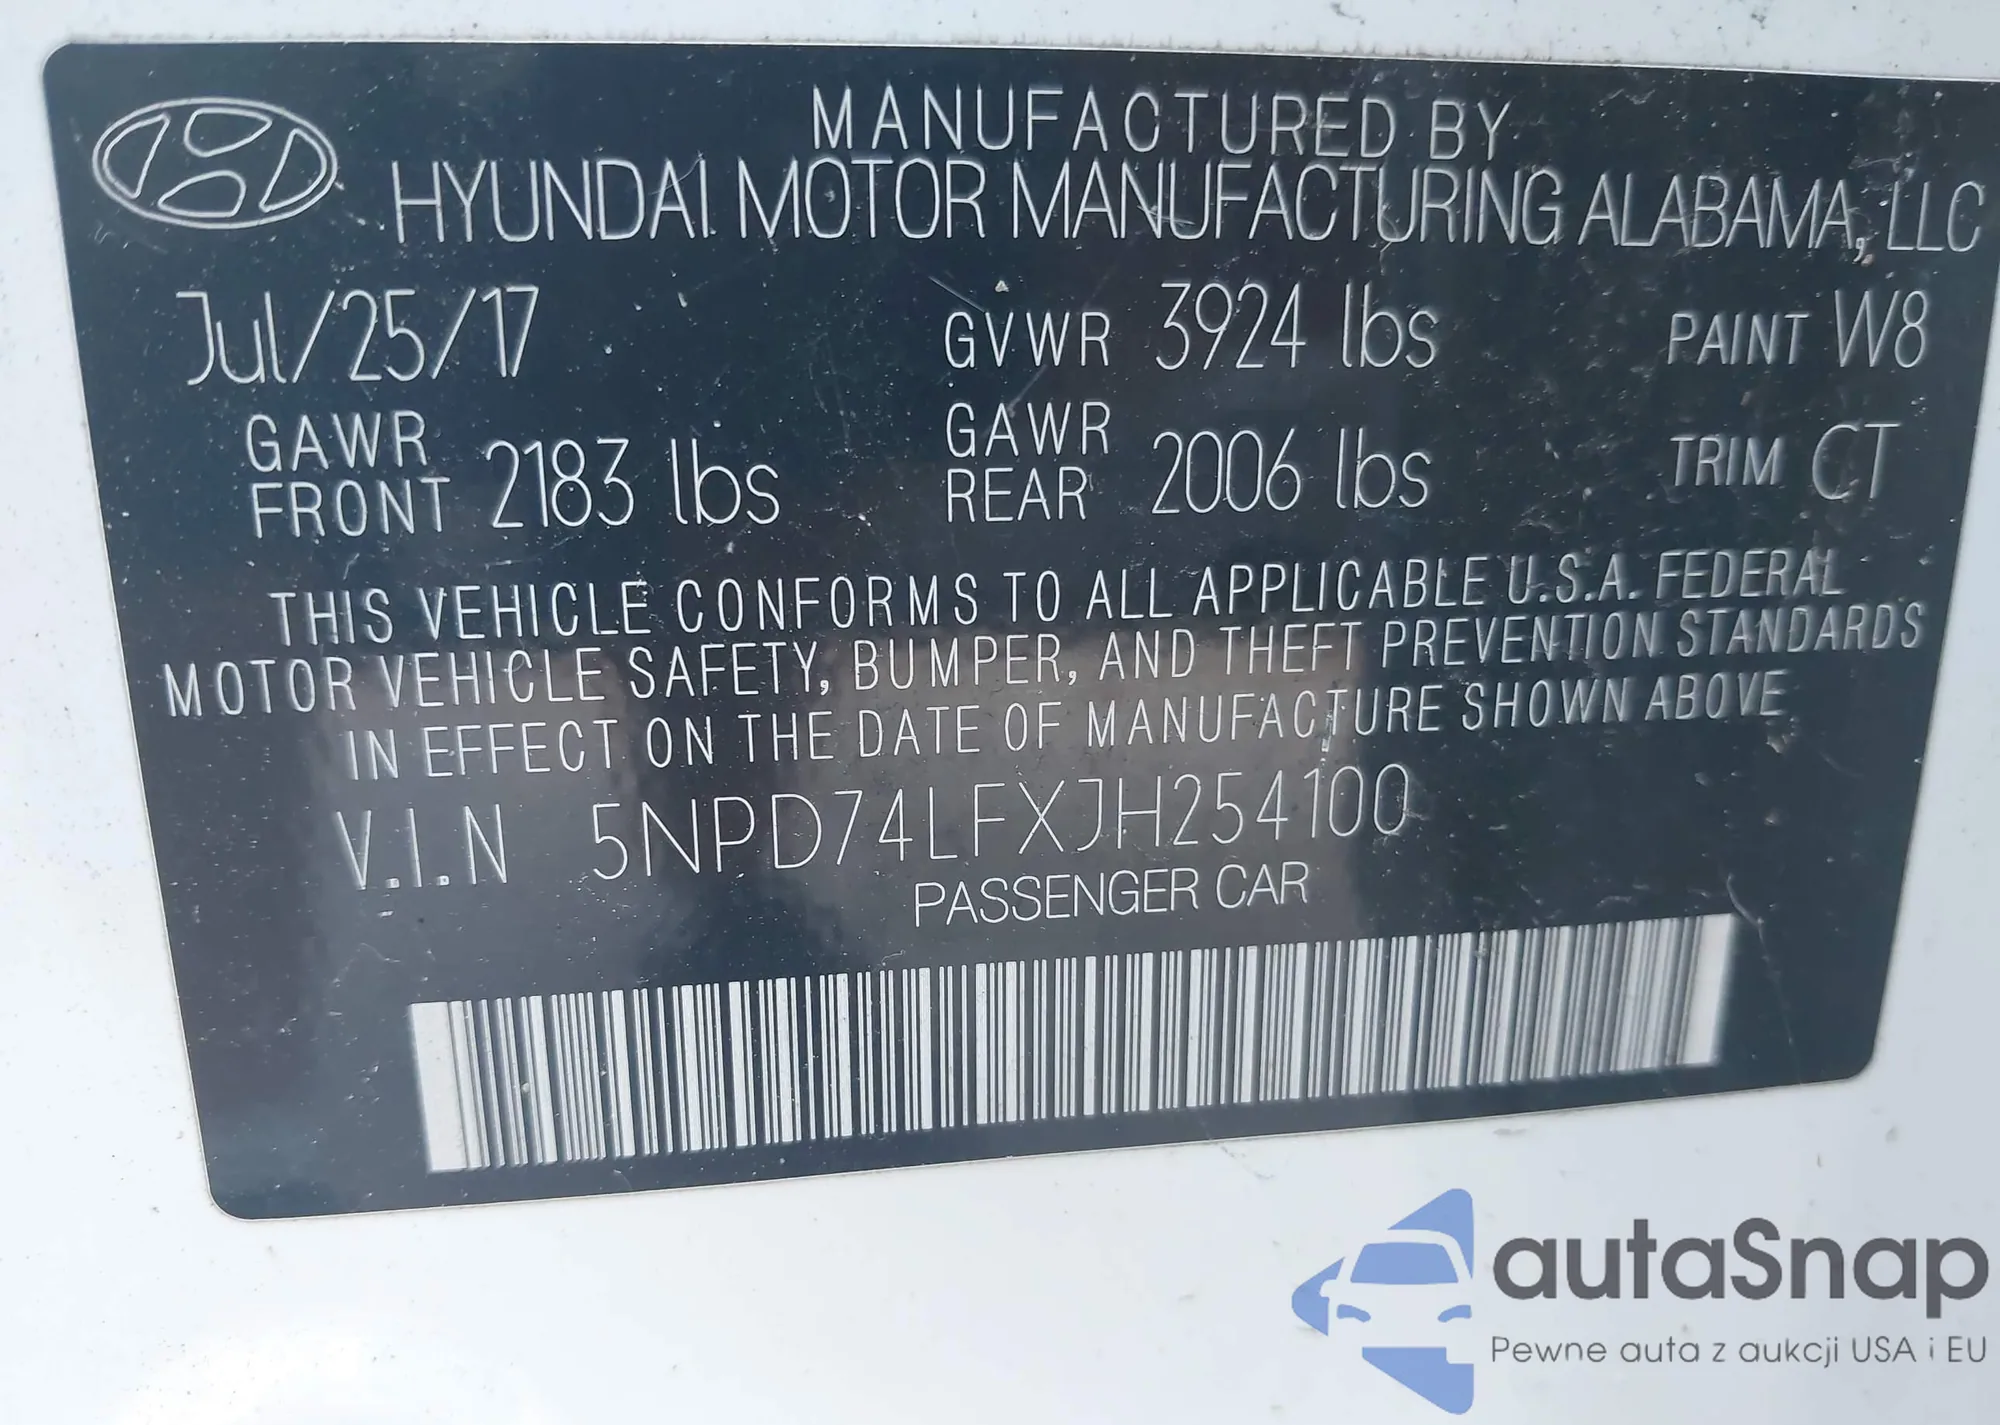 MANUFACTURED BY
HYUNDAI MOTOR MANUFACTURING ALABAMA, LLC
Jul/25/17 GVWR 3924 lbs PAINT W8
GAWR FRONT 2183 lbs GAWR REAR 2006 lbs TRIM CT
THIS VEHICLE CONFORMS TO ALL APPLICABLE U.S.A. FEDERAL
MOTOR VEHICLE SAFETY, BUMPER, AND THEFT PREVENTION STANDARDS
IN EFFECT ON THE DATE OF MANUFACTURE SHOWN ABOVE
V.I.N 5NPD74LFXJH254100
PASSENGER CAR
autaSnap
Pewne auta z aukcji USA i EU